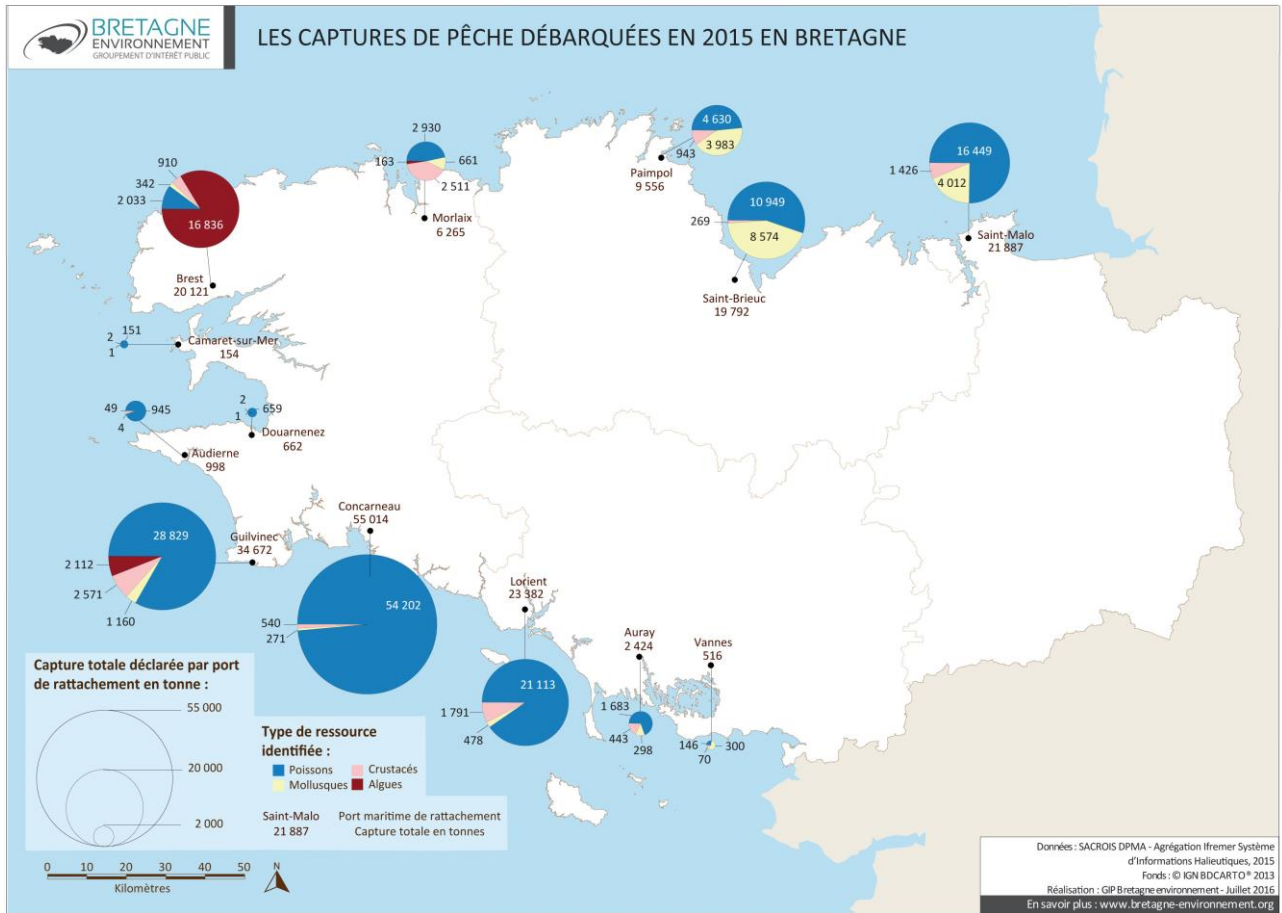 BRETAGNE
ENVIRONNEMENT
GROUPEMENT D'INTÉRÊT PUBLIC
LES CAPTURES DE PÊCHE DÉBARQUÉES EN 2015 EN BRETAGNE
910
342
2 033
16 836
Brest
20 121
2 930
163
661
2 511
Morlaix
6 265
4 630
943
3 983
Paimpol
9 556
10 949
269
8 574
Saint-Brieuc
19 792
16 449
1 426
4 012
Saint-Malo
21 887
151
2
1
Camaret-sur-Mer
154
49
945
4
Audierne
998
2
659
1
Douarnenez
662
28 829
2 112
2 571
1 160
Guilvinec
34 672
Concarneau
55 014
54 202
540
271
Lorient
23 382
21 113
1 791
478
Auray
2 424
1 683
443
298
Vannes
516
146
300
70
Capture totale déclarée par port
de rattachement en tonne :
55 000
20 000
2 000
Type de ressource
identifiée :
Poissons
Crustacés
Mollusques
Algues
Saint-Malo
21 887
Port maritime de rattachement
Capture totale en tonnes
0 10 20 30 40 50
Kilomètres
N
Données : SACROIS DPMA - Agrégation Ifremer Système
d'Informations Halieutiques, 2015
Fonds : © IGN BDCARTO® 2013
Réalisation : GIP Bretagne environnement - Juillet 2016
En savoir plus : www.bretagne-environnement.org